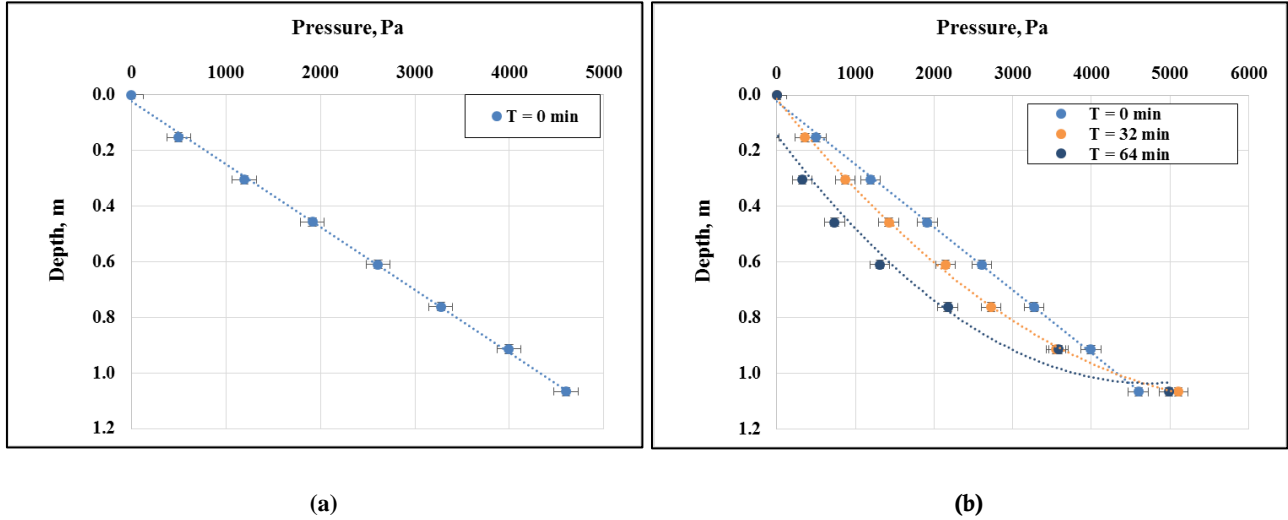 Pressure, Pa
0 1000 2000 3000 4000 5000
0.0
0.2
0.4
0.6
0.8
1.0
1.2
Depth, m
T = 0 min
(a)
Pressure, Pa
0 1000 2000 3000 4000 5000 6000
0.0
0.2
0.4
0.6
0.8
1.0
1.2
Depth, m
T = 0 min
T = 32 min
T = 64 min
(b)